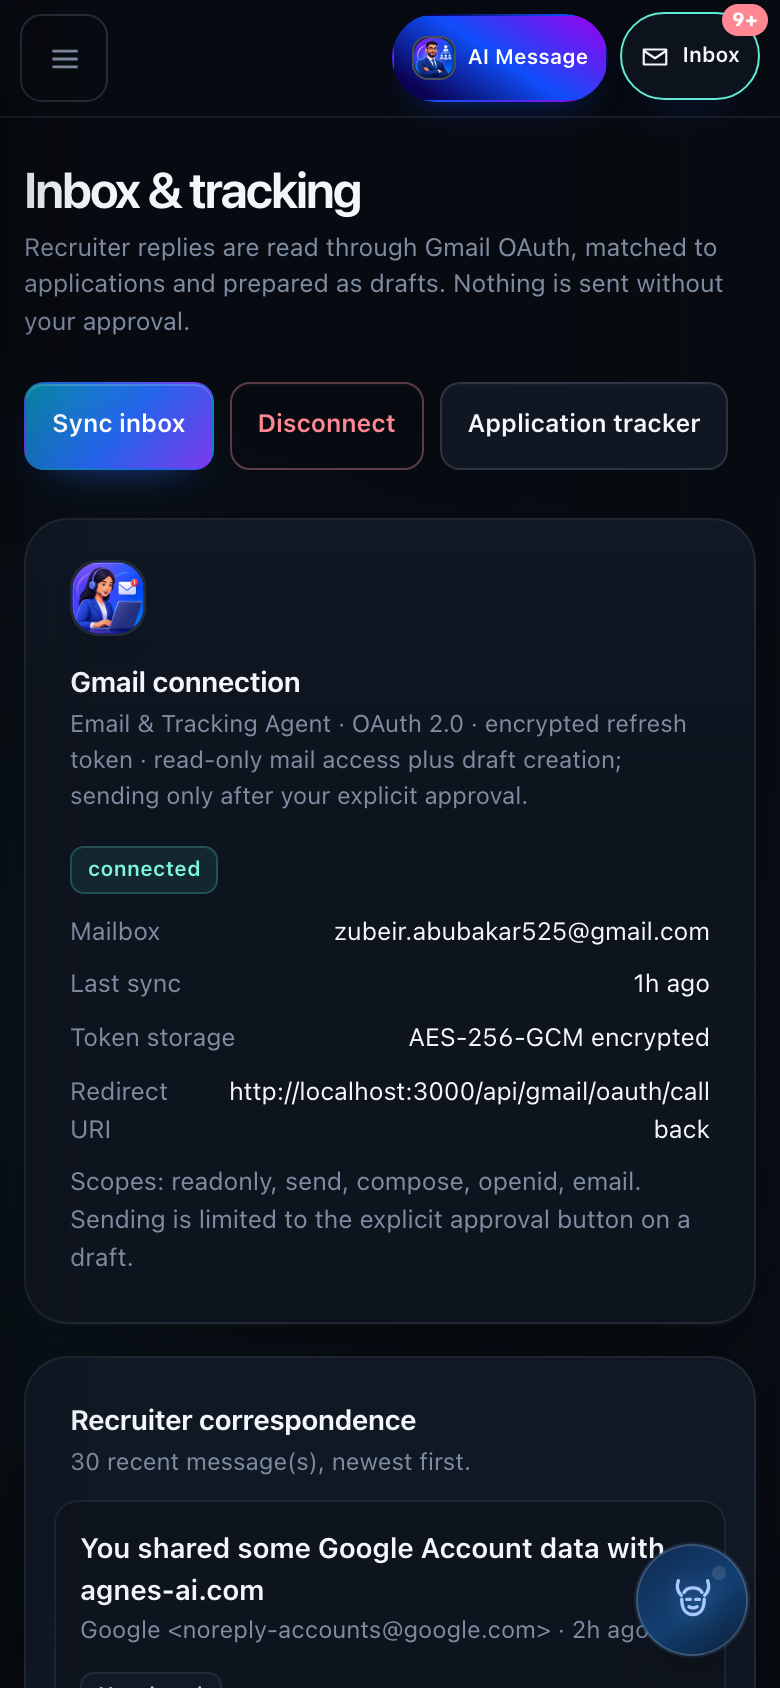 AI Message
Inbox
9+
Inbox & tracking
Recruiter replies are read through Gmail OAuth, matched to
applications and prepared as drafts. Nothing is sent without
your approval.
Sync inbox
Disconnect
Application tracker
Gmail connection
Email & Tracking Agent · OAuth 2.0 · encrypted refresh
token · read-only mail access plus draft creation;
sending only after your explicit approval.
connected
Mailbox zubeir.abubakar525@gmail.com
Last sync 1h ago
Token storage AES-256-GCM encrypted
Redirect http://localhost:3000/api/gmail/oauth/call
URI back
Scopes: readonly, send, compose, openid, email.
Sending is limited to the explicit approval button on a
draft.
Recruiter correspondence
30 recent message(s), newest first.
You shared some Google Account data with
agnes-ai.com
Google <noreply-accounts@google.com> · 2h ago